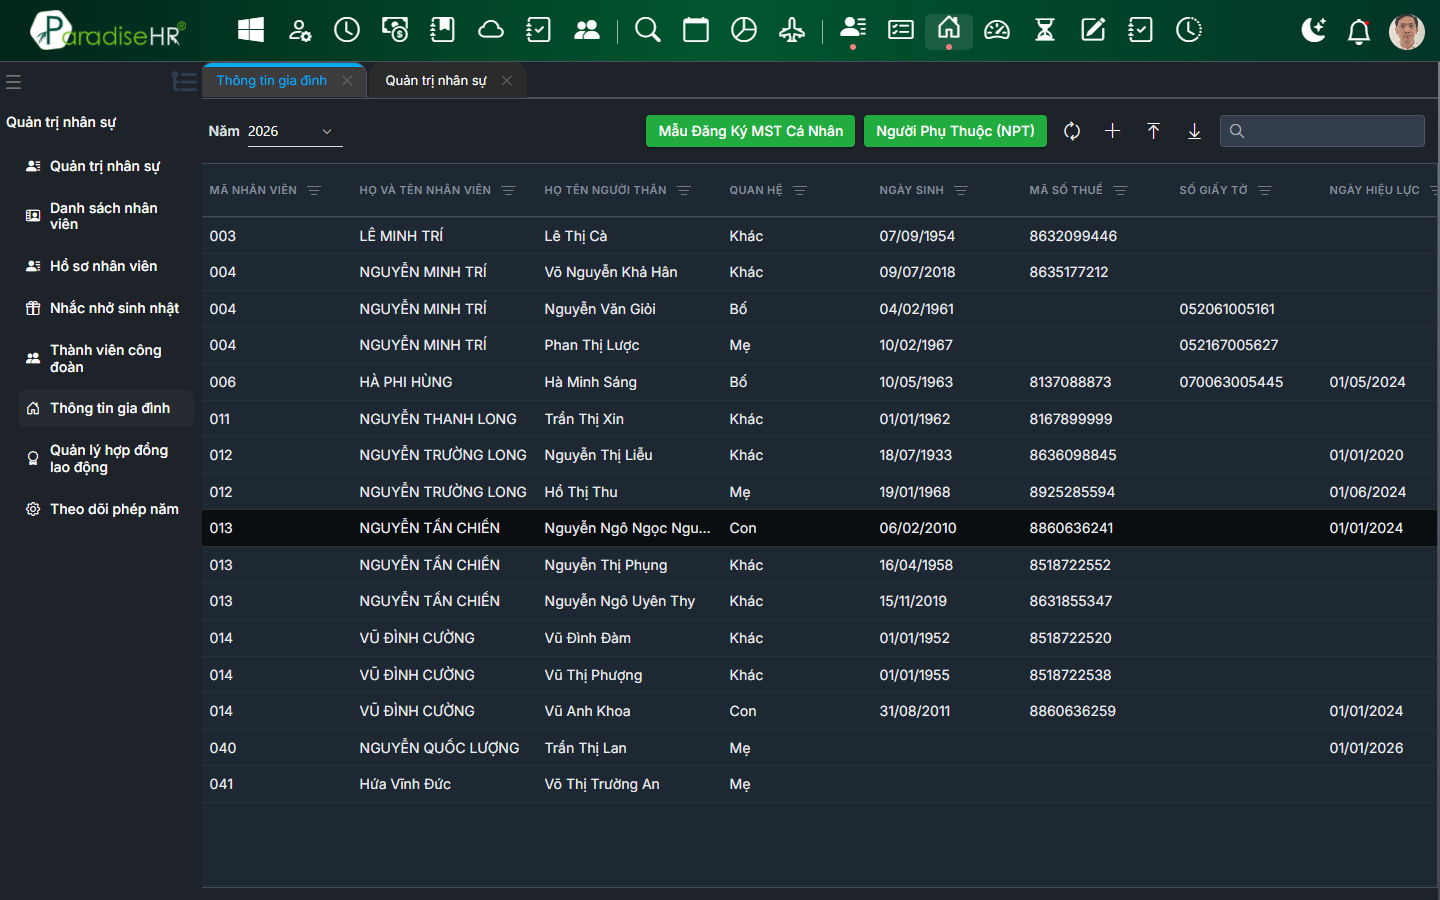 ParadiseHR®
Thông tin gia đình
Quản trị nhân sự
Quản trị nhân sự
Quản trị nhân sự
Danh sách nhân viên
Hồ sơ nhân viên
Nhắc nhở sinh nhật
Thành viên công đoàn
Thông tin gia đình
Quản lý hợp đồng lao động
Theo dõi phép năm
Năm 2026
Mẫu Đăng Ký MST Cá Nhân
Người Phụ Thuộc (NPT)
MÃ NHÂN VIÊN HỌ VÀ TÊN NHÂN VIÊN HỌ TÊN NGƯỜI THÂN QUAN HỆ NGÀY SINH MÃ SỐ THUẾ SỐ GIẤY TỜ NGÀY HIỆU LỰC
003 LÊ MINH TRÍ Lê Thị Cà Khác 07/09/1954 8632099446
004 NGUYỄN MINH TRÍ Võ Nguyễn Khả Hân Khác 09/07/2018 8635177212
004 NGUYỄN MINH TRÍ Nguyễn Văn Giỏi Bố 04/02/1961 052061005161
004 NGUYỄN MINH TRÍ Phan Thị Lược Mẹ 10/02/1967 052167005627
006 HÀ PHI HÙNG Hà Minh Sáng Bố 10/05/1963 8137088873 070063005445 01/05/2024
011 NGUYỄN THANH LONG Trần Thị Xin Khác 01/01/1962 8167899999
012 NGUYỄN TRƯỜNG LONG Nguyễn Thị Liễu Khác 18/07/1933 8636098845 01/01/2020
012 NGUYỄN TRƯỜNG LONG Hồ Thị Thu Mẹ 19/01/1968 8925285594 01/06/2024
013 NGUYỄN TẤN CHIẾN Nguyễn Ngô Ngọc Ngu... Con 06/02/2010 8860636241 01/01/2024
013 NGUYỄN TẤN CHIẾN Nguyễn Thị Phụng Khác 16/04/1958 8518722552
013 NGUYỄN TẤN CHIẾN Nguyễn Ngô Uyên Thy Khác 15/11/2019 8631855347
014 VŨ ĐÌNH CƯỜNG Vũ Đình Đàm Khác 01/01/1952 8518722520
014 VŨ ĐÌNH CƯỜNG Vũ Thị Phượng Khác 01/01/1955 8518722538
014 VŨ ĐÌNH CƯỜNG Vũ Anh Khoa Con 31/08/2011 8860636259 01/01/2024
040 NGUYỄN QUỐC LƯỢNG Trần Thị Lan Mẹ 01/01/2026
041 Hứa Vĩnh Đức Võ Thị Trường An Mẹ